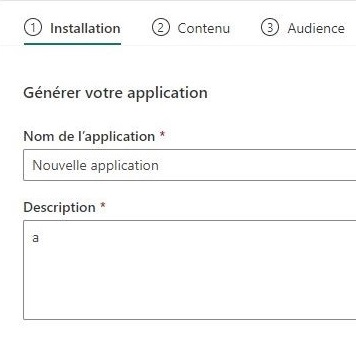 1 Installation 2 Contenu 3 Audience
Générer votre application
Nom de l'application *
Nouvelle application
Description *
a